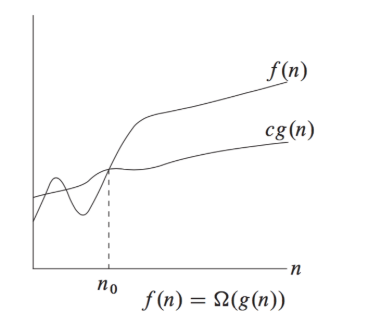 f(n)
cg(n)
n
n₀
f(n) = Ω(g(n))